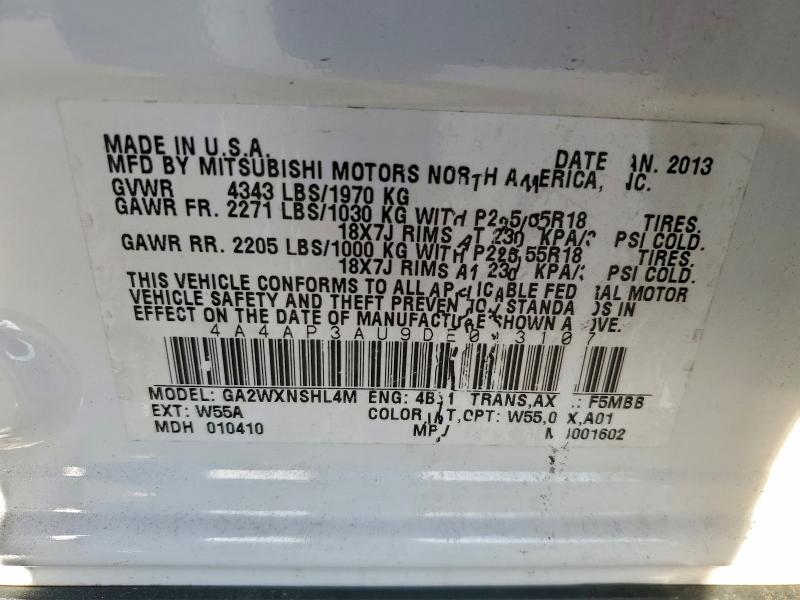 MADE IN U.S.A. DATE 2013
MFD BY MITSUBISHI MOTORS NORTH AMERICA, INC.
GVWR 4343 LBS/1970 KG
GAWR FR. 2271 LBS/1030 KG WITH TIRES.
18X7J RIMS AT 230 KPA/ PSI COLD.
GAWR RR. 2205 LBS/1000 KG WITH TIRES.
18X7J RIMS KPA/ PSI COLD.
THIS VEHICLE CONFORMS TO ALL APPLICABLE FEDERAL MOTOR
VEHICLE SAFETY AND THEFT PREVENTION STANDARDS IN
EFFECT ON THE DATE OF MANUFACTURE SHOWN ABOVE.
MODEL: GA2WXNSHL4M ENG: TRANS,AX F5MBB
EXT: W55A COLOR, OPT: A01
MDH 010410